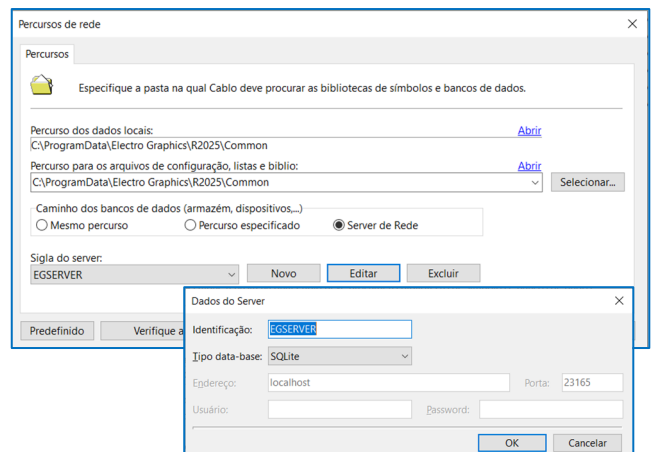 Percursos de rede
Percursos
Especifique a pasta na qual Cablo deve procurar as bibliotecas de símbolos e bancos de dados.
Percurso dos dados locais: Abrir
C:\ProgramData\Electro Graphics\R2025\Common
Percurso para os arquivos de configuração, listas e biblio: Abrir
C:\ProgramData\Electro Graphics\R2025\Common Selecionar...
Caminho dos bancos de dados (armazém, dispositivos,...)
Mesmo percurso Percurso especificado Server de Rede
Sigla do server:
EGSERVER Novo Editar Excluir
Predefinido Verifique a
Dados do Server
Identificação: EGSERVER
Tipo data-base: SQLite
Endereço: localhost Porta: 23165
Usuário: Password:
OK Cancelar